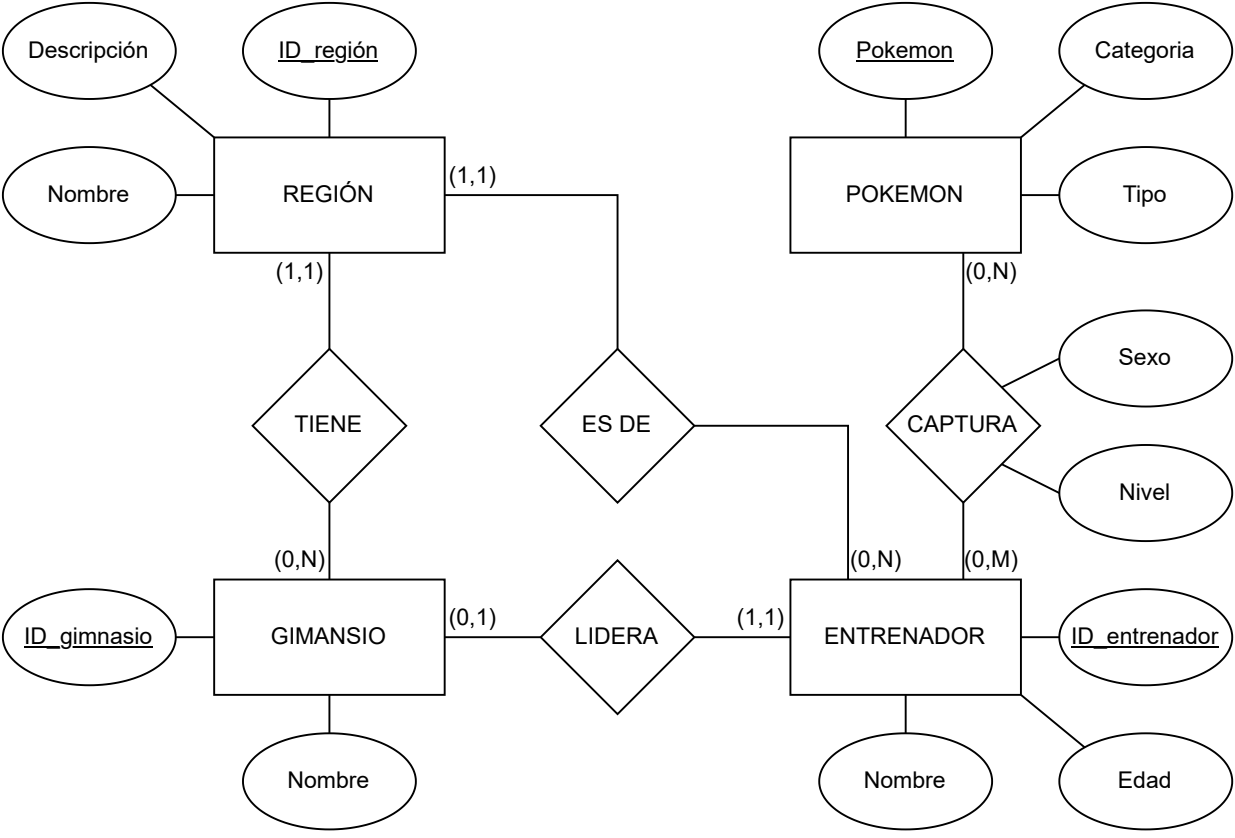 Descripción
ID_región
Pokemon
Categoria
Nombre
REGIÓN
(1,1)
POKEMON
Tipo
(1,1)
(0,N)
Sexo
TIENE
ES DE
CAPTURA
Nivel
(0,N)
(0,N)
(0,M)
ID_gimnasio
GIMANSIO
(0,1)
LIDERA
(1,1)
ENTRENADOR
ID_entrenador
Nombre
Nombre
Edad